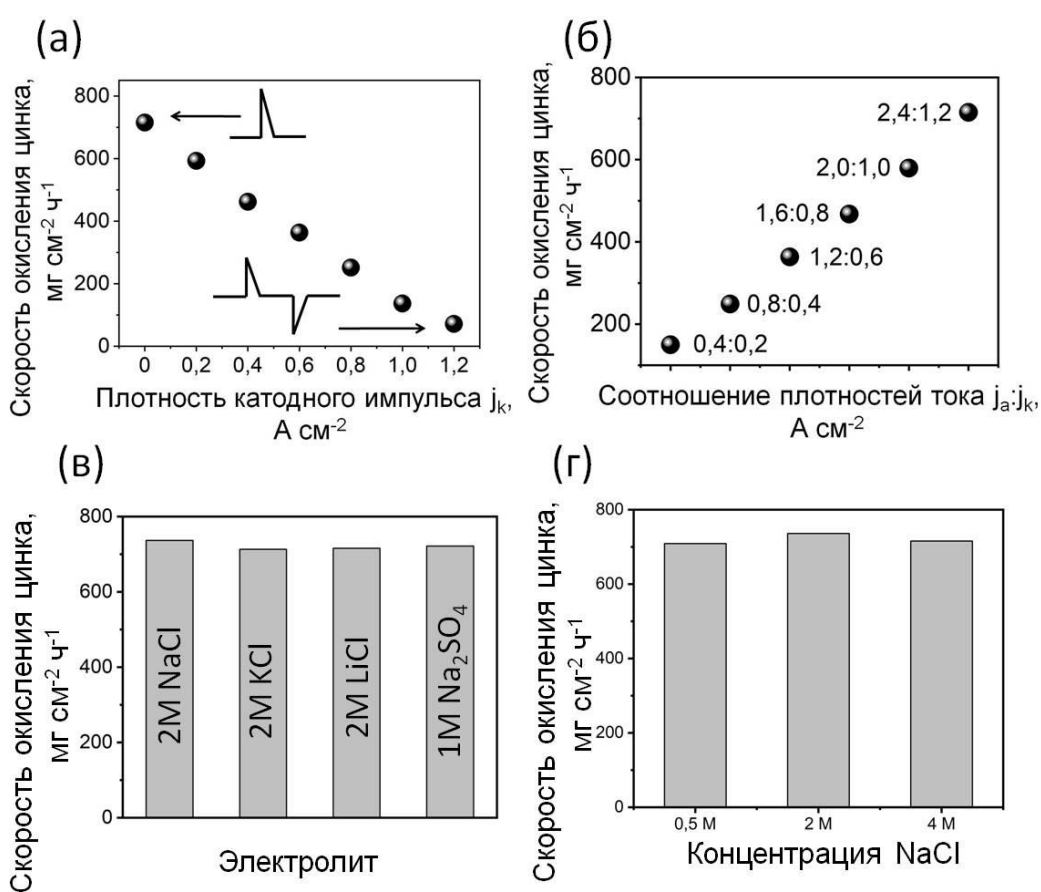 (а)
Скорость окисления цинка,
мг см⁻² ч⁻¹
800
600
400
200
0
0 0,2 0,4 0,6 0,8 1,0 1,2
Плотность катодного импульса jₖ,
А см⁻²
(б)
Скорость окисления цинка,
мг см⁻² ч⁻¹
800
600
400
200
2,4:1,2
2,0:1,0
1,6:0,8
1,2:0,6
0,8:0,4
0,4:0,2
Соотношение плотностей тока jₐ:jₖ,
А см⁻²
(в)
Скорость окисления цинка,
мг см⁻² ч⁻¹
800
600
400
200
0
2М NaCl
2М KCl
2М LiCl
1М Na₂SO₄
Электролит
(г)
Скорость окисления цинка,
мг см⁻² ч⁻¹
800
600
400
200
0
0,5 М 2 М 4 М
Концентрация NaCl